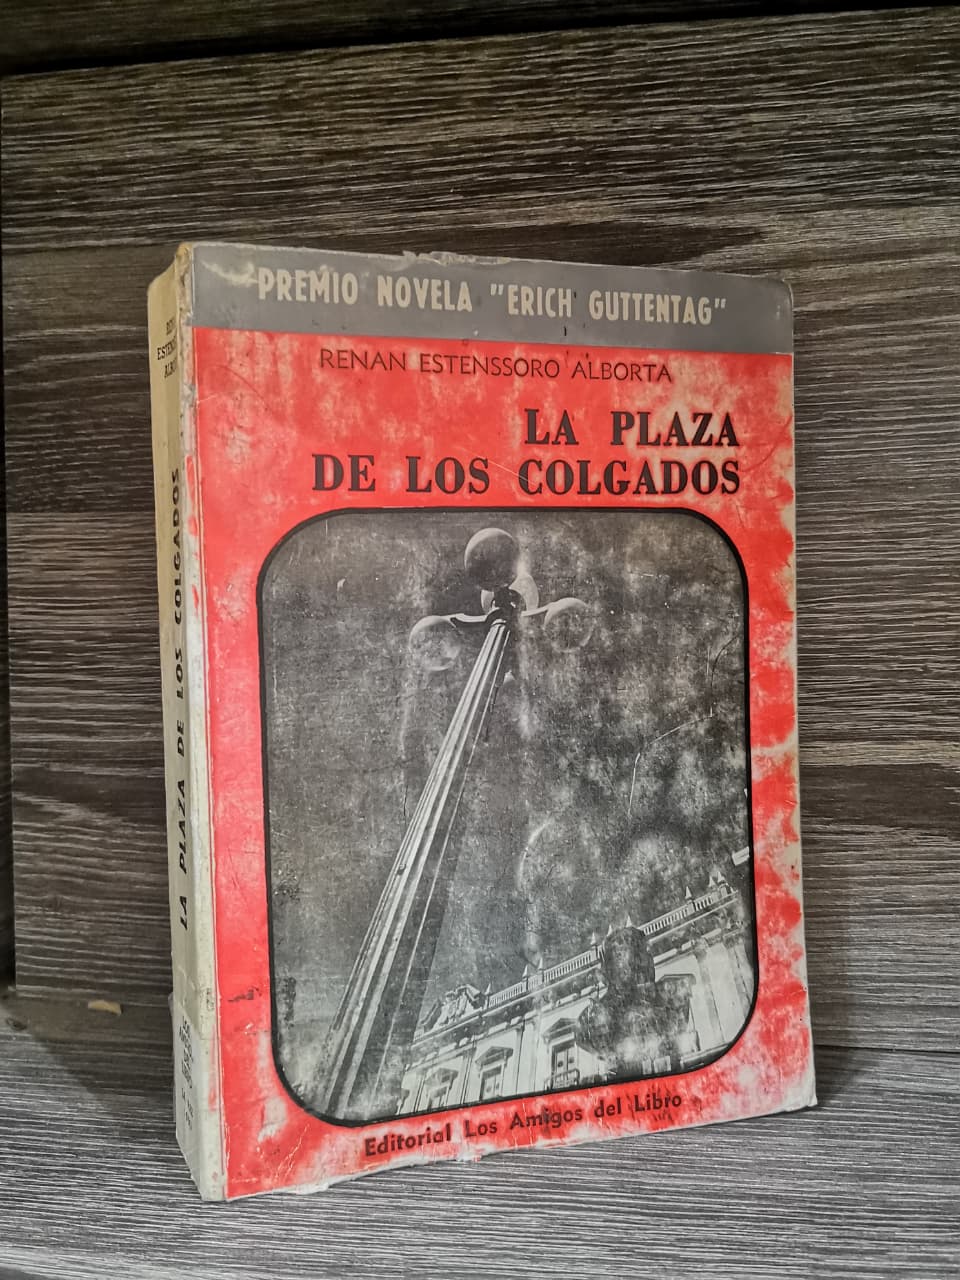 PREMIO NOVELA "ERICH GUTTENTAG"
RENAN ESTENSSORO ALBORTA
LA PLAZA
DE LOS COLGADOS
Editorial Los Amigos del Libro
LA PLAZA DE LOS COLGADOS